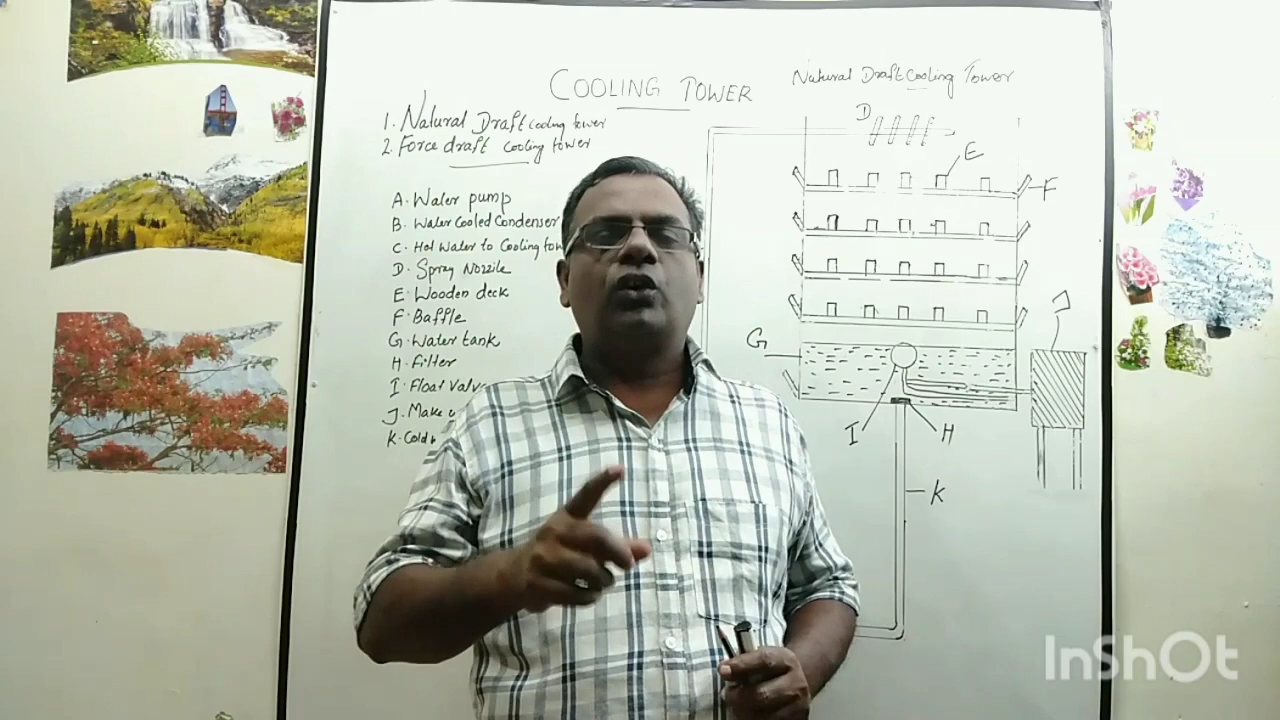 COOLING TOWER
Natural Draft Cooling Tower
1. Natural Draft cooling tower
2. Force draft cooling tower
A. Water pump
B. Water Cooled Condenser
C. Hot Water to Cooling
D. Spray Nozzle
E. Wooden deck
F. Baffle
G. Water tank
H. Filter
I. Float
J. Make
K. Cold
D
E
F
G
I
H
K
InShOt